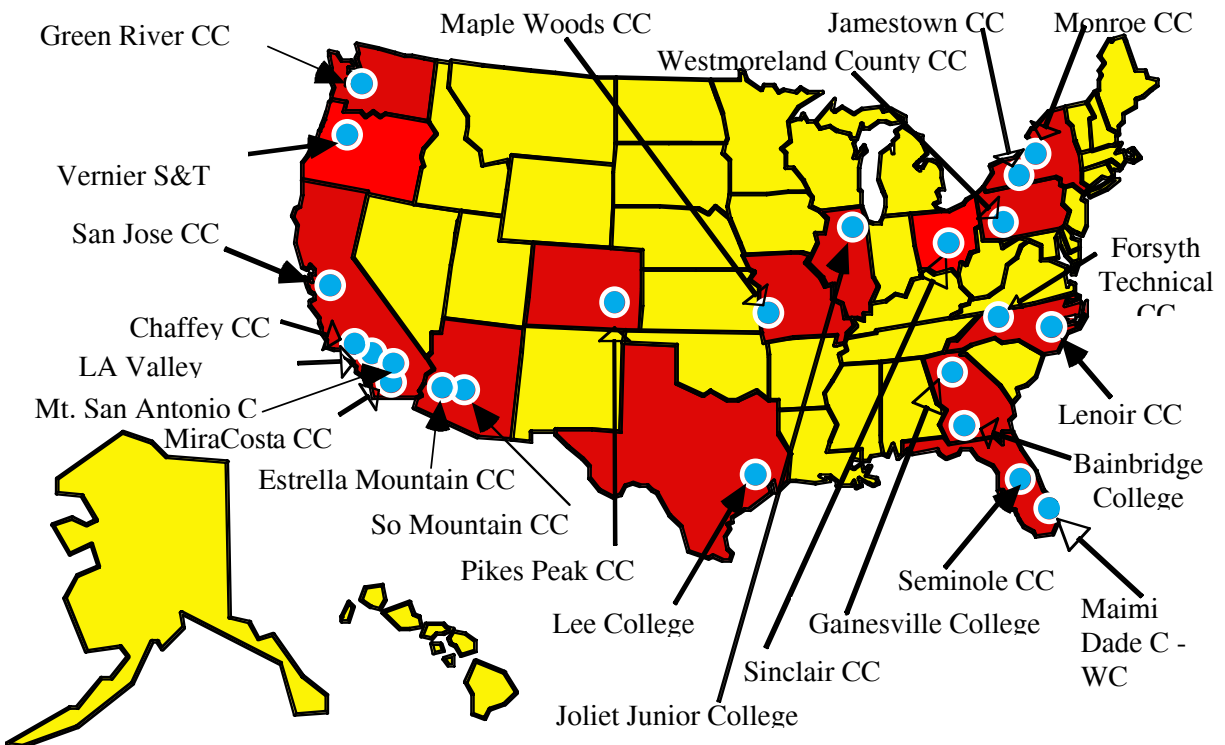 Maple Woods CC
Jamestown CC
Monroe CC
Green River CC
Westmoreland County CC
Vernier S&T
San Jose CC
Forsyth
Technical
CC
Chaffey CC
LA Valley
Mt. San Antonio C
MiraCosta CC
Lenoir CC
Estrella Mountain CC
Bainbridge
College
So Mountain CC
Pikes Peak CC
Seminole CC
Lee College
Gainesville College
Maimi
Dade C -
WC
Sinclair CC
Joliet Junior College